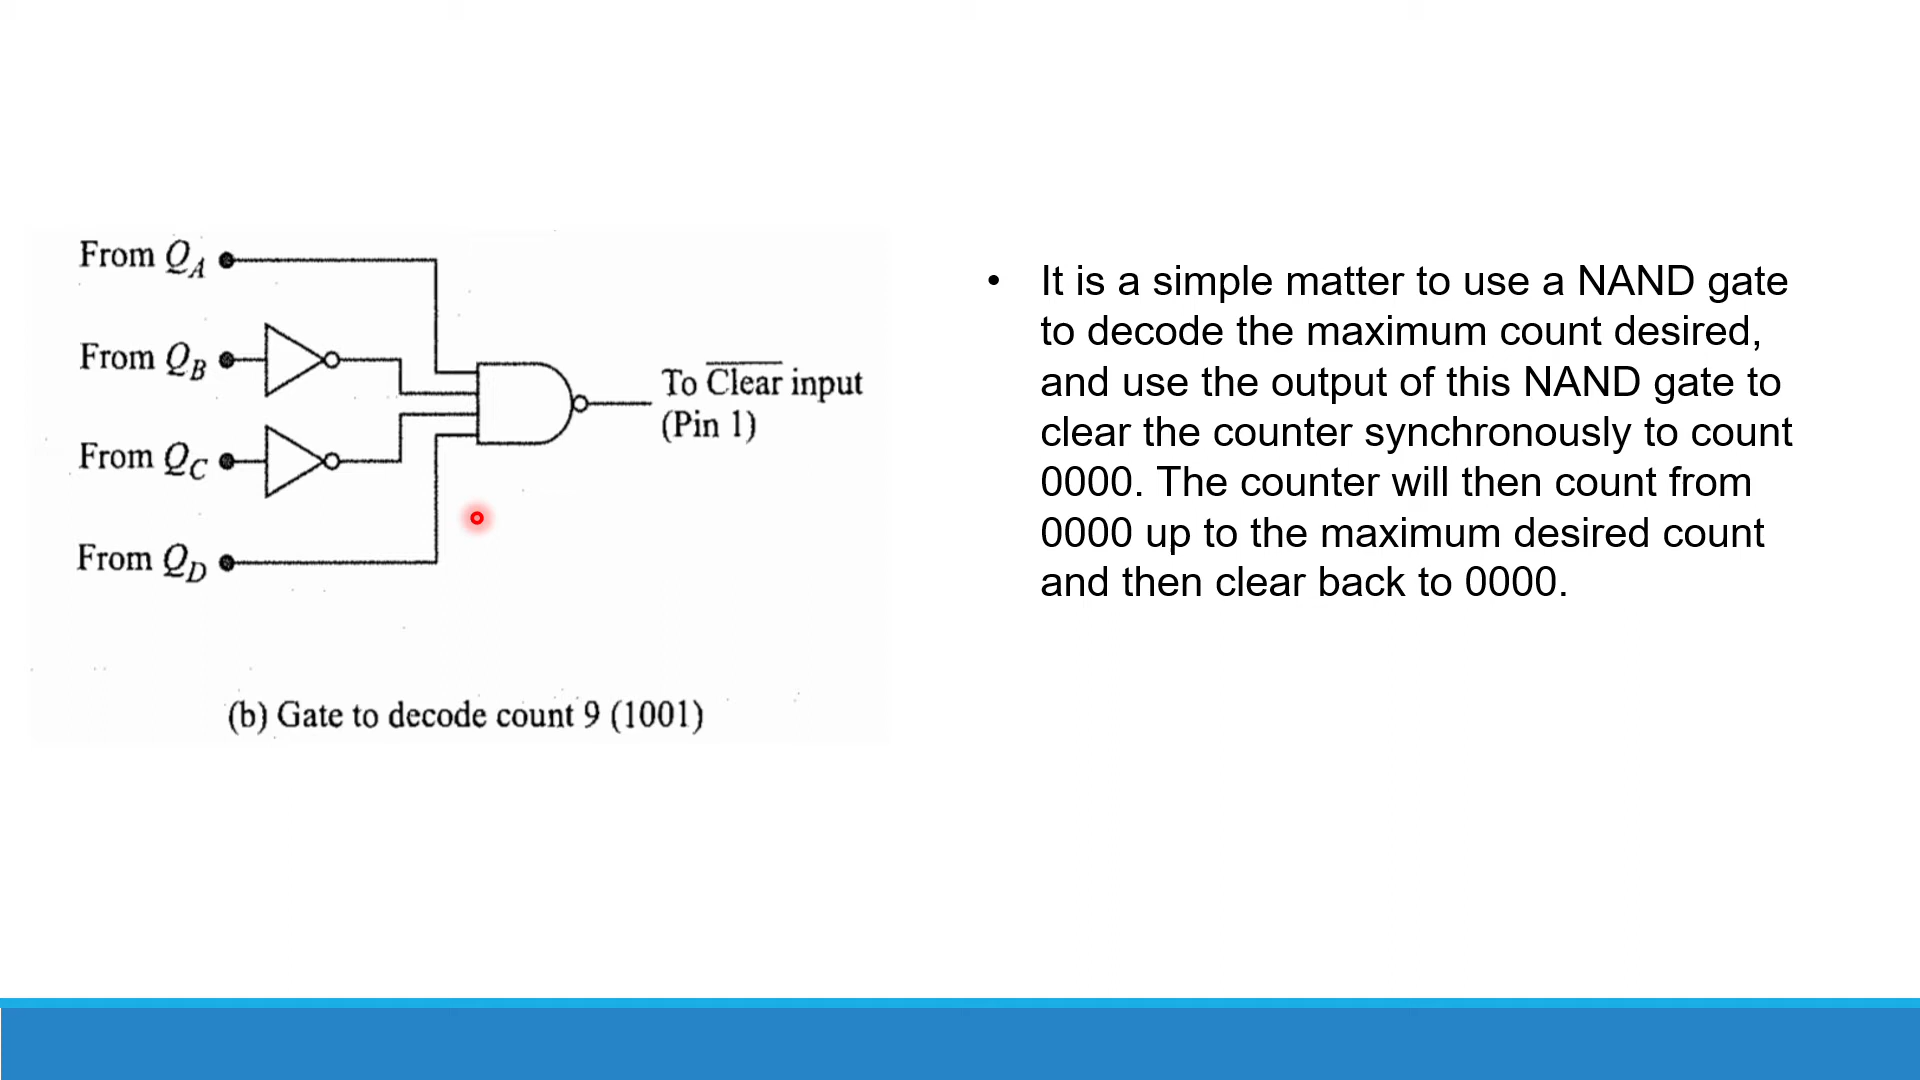 From Q_A
From Q_B
To Clear input
(Pin 1)
From Q_C
From Q_D
(b) Gate to decode count 9 (1001)
• It is a simple matter to use a NAND gate
to decode the maximum count desired,
and use the output of this NAND gate to
clear the counter synchronously to count
0000. The counter will then count from
0000 up to the maximum desired count
and then clear back to 0000.